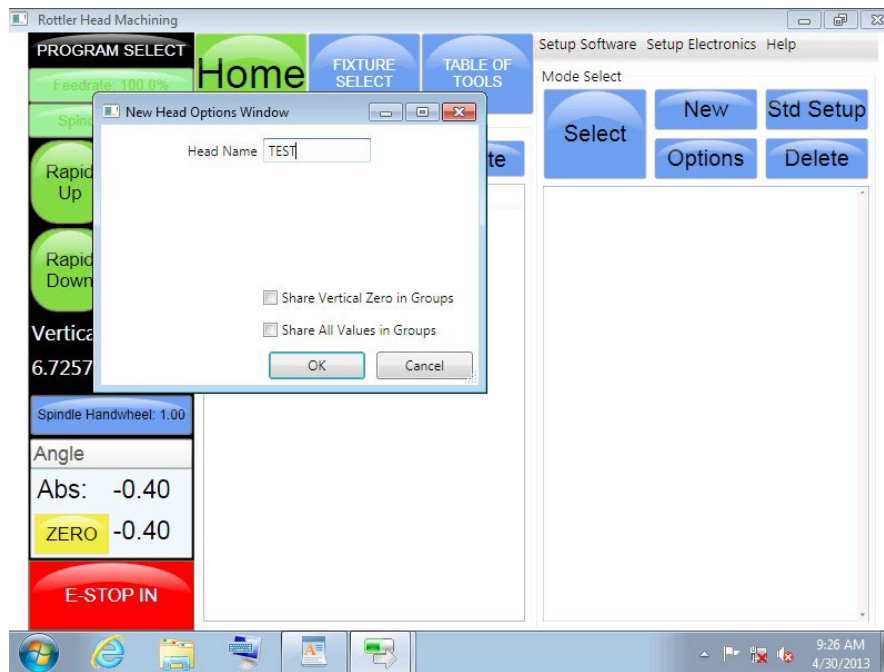 Rottler Head Machining
PROGRAM SELECT
Feedrate: 100.0%
Home
FIXTURE
SELECT
TABLE OF
TOOLS
Setup Software Setup Electronics Help
Mode Select
Select
New
Std Setup
Options
Delete
New Head Options Window
Head Name TEST
Share Vertical Zero in Groups
Share All Values in Groups
OK
Cancel
Rapid
Up
Rapid
Down
6.7257
Spindle Handwheel: 1.00
Angle
Abs: -0.40
ZERO -0.40
E-STOP IN
9:26 AM
4/30/2013